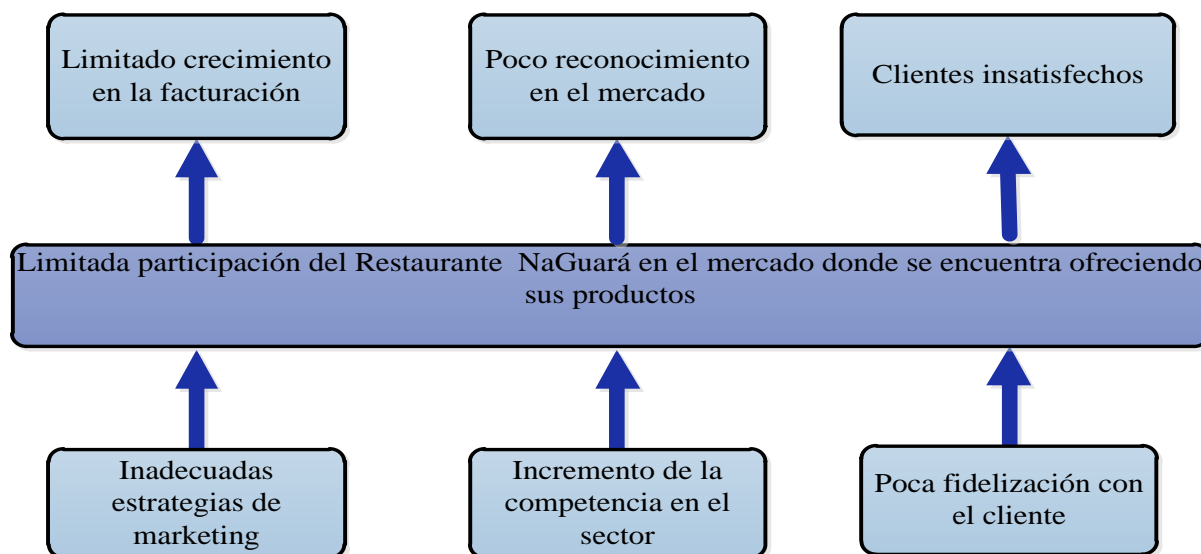 Limitado crecimiento
en la facturación
Poco reconocimiento
en el mercado
Clientes insatisfechos
Limitada participación del Restaurante  NaGuará en el mercado donde se encuentra ofreciendo
sus productos
Inadecuadas
estrategias de
marketing
Incremento de la
competencia en el
sector
Poca fidelización con
el cliente